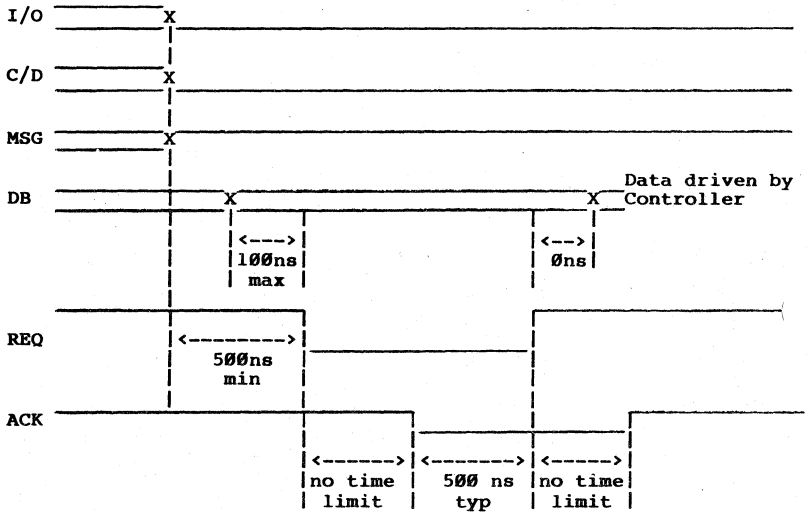 I/O X
C/D X
MSG X
DB X X Data driven by
Controller
<---> <-->
100ns 0ns
max
REQ <------------>
500ns
min
ACK
<------> <-------> <------>
no time 500 ns no time
limit typ limit